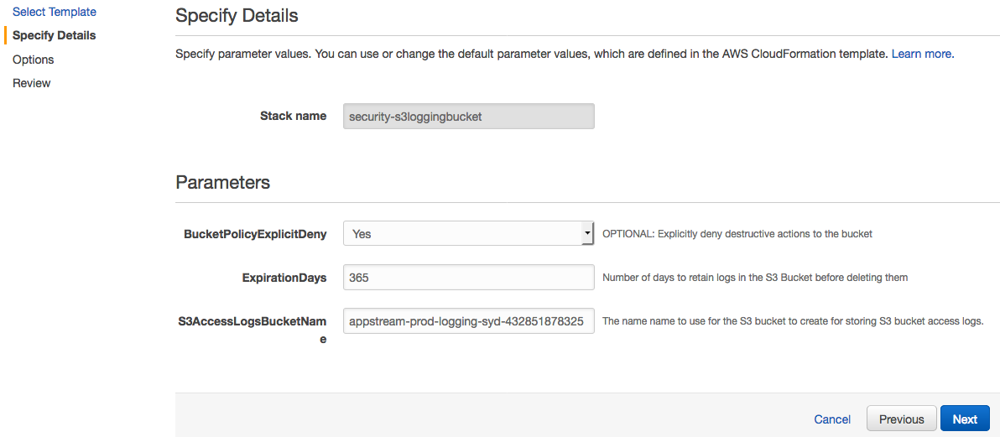 Select Template
Specify Details
Options
Review
Specify Details
Specify parameter values. You can use or change the default parameter values, which are defined in the AWS CloudFormation template. Learn more.
Stack name
security-s3loggingbucket
Parameters
BucketPolicyExplicitDeny
Yes
OPTIONAL: Explicitly deny destructive actions to the bucket
ExpirationDays
365
Number of days to retain logs in the S3 Bucket before deleting them
S3AccessLogsBucketNam
e
appstream-prod-logging-syd-432851878325
The name name to use for the S3 bucket to create for storing S3 bucket access logs.
Cancel
Previous
Next